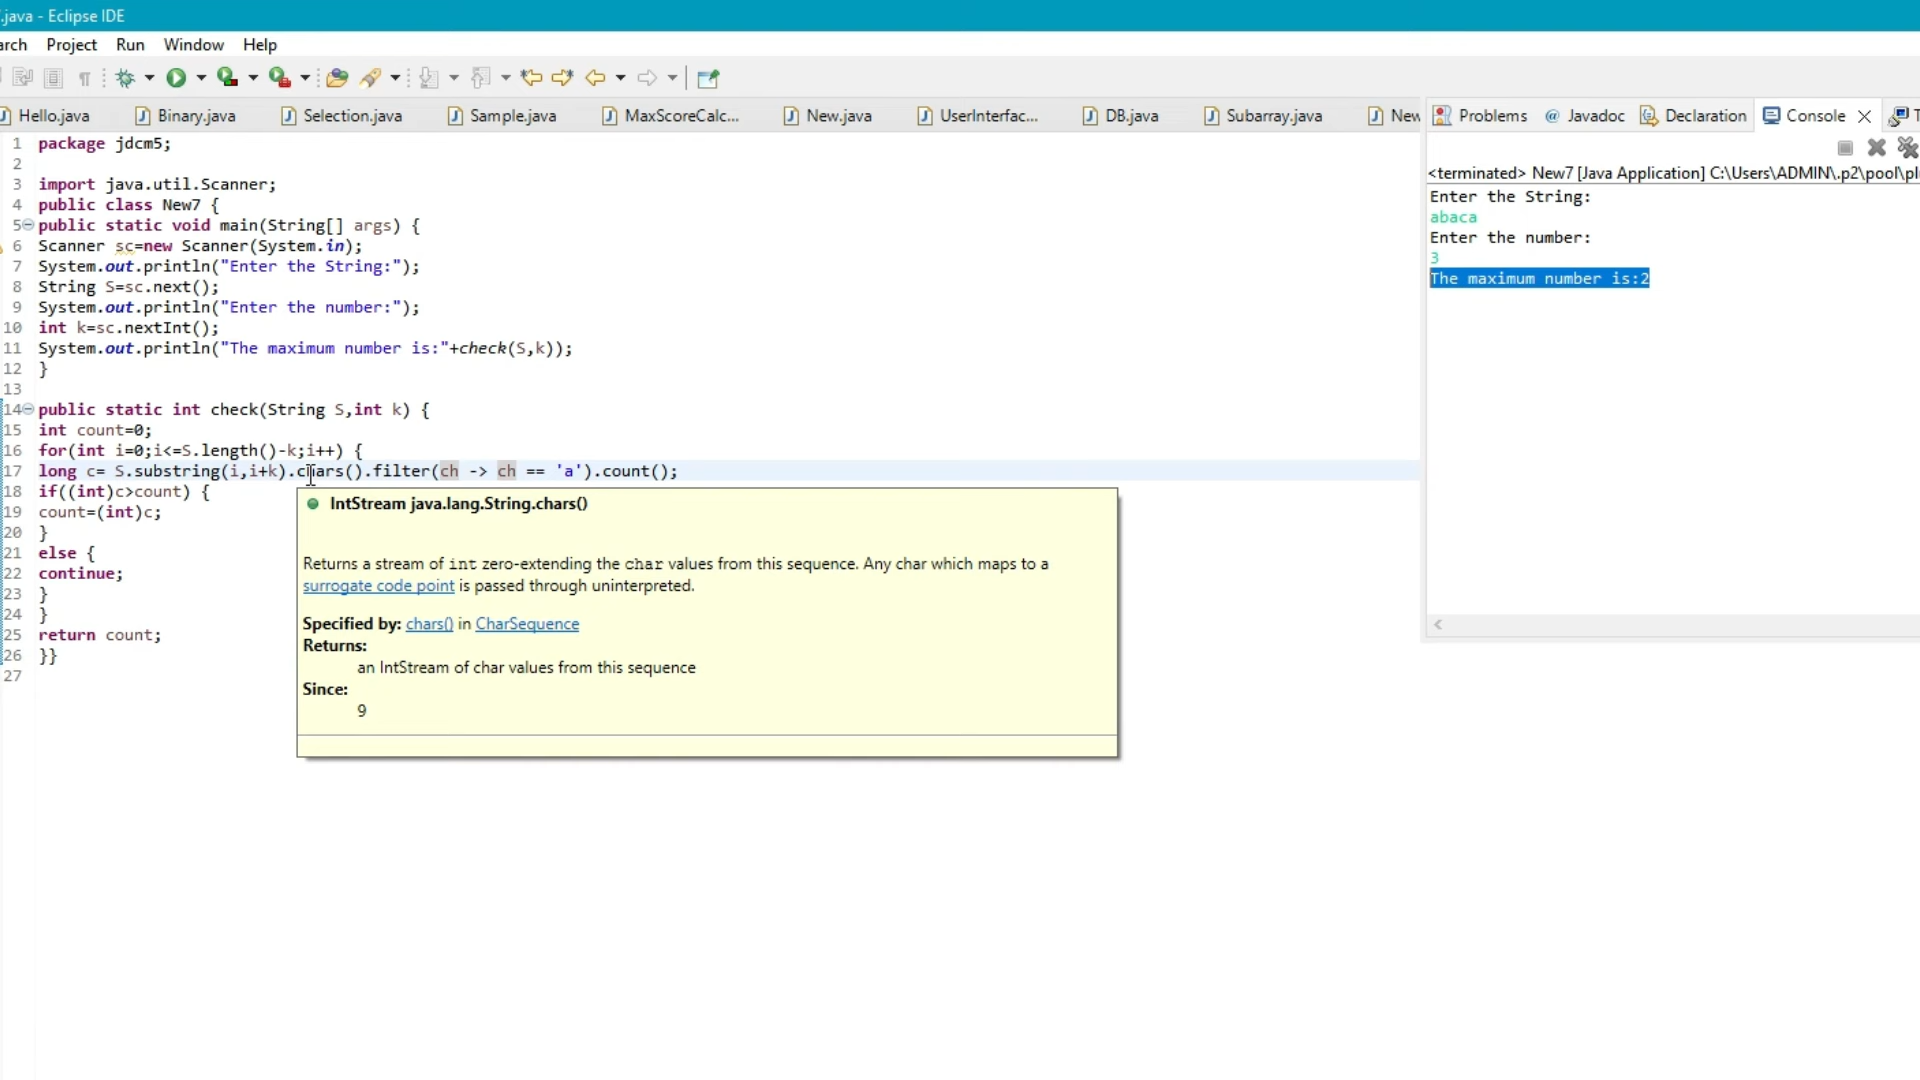 .java - Eclipse IDE
arch Project Run Window Help
Hello.java Binary.java Selection.java Sample.java MaxScoreCalc... New.java UserInterfac... DB.java Subarray.java New
Problems @ Javadoc Declaration Console
<terminated> New7 [Java Application] C:\Users\ADMIN\.p2\pool\pl
Enter the String:
abaca
Enter the number:
3
The maximum number is:2
1 package jdcm5;
2
3 import java.util.Scanner;
4 public class New7 {
5 public static void main(String[] args) {
6 Scanner sc=new Scanner(System.in);
7 System.out.println("Enter the String:");
8 String S=sc.next();
9 System.out.println("Enter the number:");
10 int k=sc.nextInt();
11 System.out.println("The maximum number is:"+check(S,k));
12 }
13
14 public static int check(String S,int k) {
15 int count=0;
16 for(int i=0;i<=S.length()-k;i++) {
17 long c= S.substring(i,i+k).chars().filter(ch -> ch == 'a').count();
18 if((int)c>count) {
19 count=(int)c;
20 }
21 else {
22 continue;
23 }
24 }
25 return count;
26 }}
27
IntStream java.lang.String.chars()
Returns a stream of int zero-extending the char values from this sequence. Any char which maps to a
surrogate code point is passed through uninterpreted.
Specified by: chars() in CharSequence
Returns:
an IntStream of char values from this sequence
Since:
9